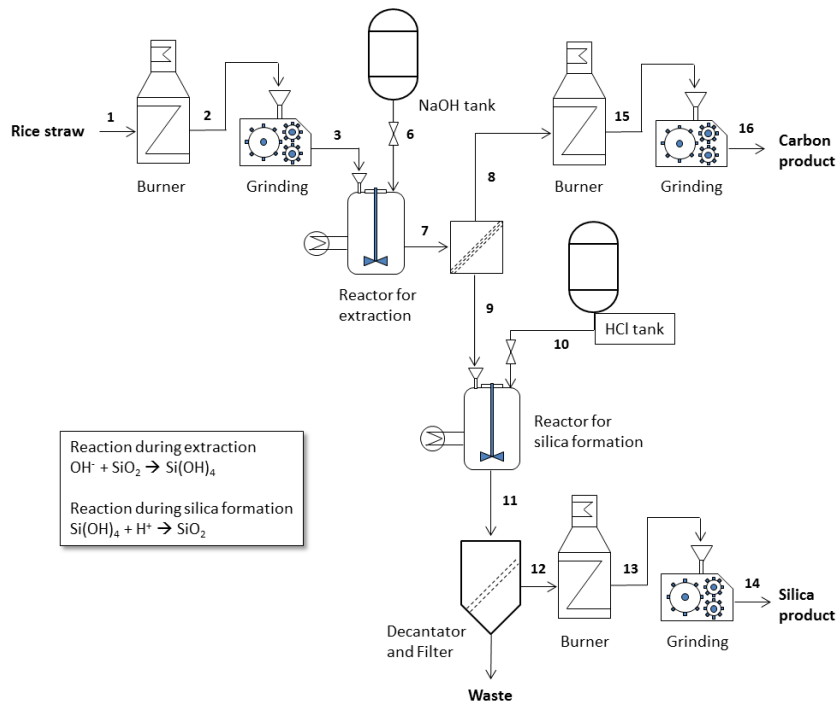 NaOH tank
1
2
3
6
15
16
Rice straw
Carbon
product
Burner
Grinding
8
Burner
Grinding
7
Reactor for
extraction
9
HCl tank
10
Reactor for
silica formation
Reaction during extraction
OH⁻ + SiO₂ → Si(OH)₄
Reaction during silica formation
Si(OH)₄ + H⁺ → SiO₂
11
12
13
14
Silica
product
Decantator
and Filter
Burner
Grinding
Waste